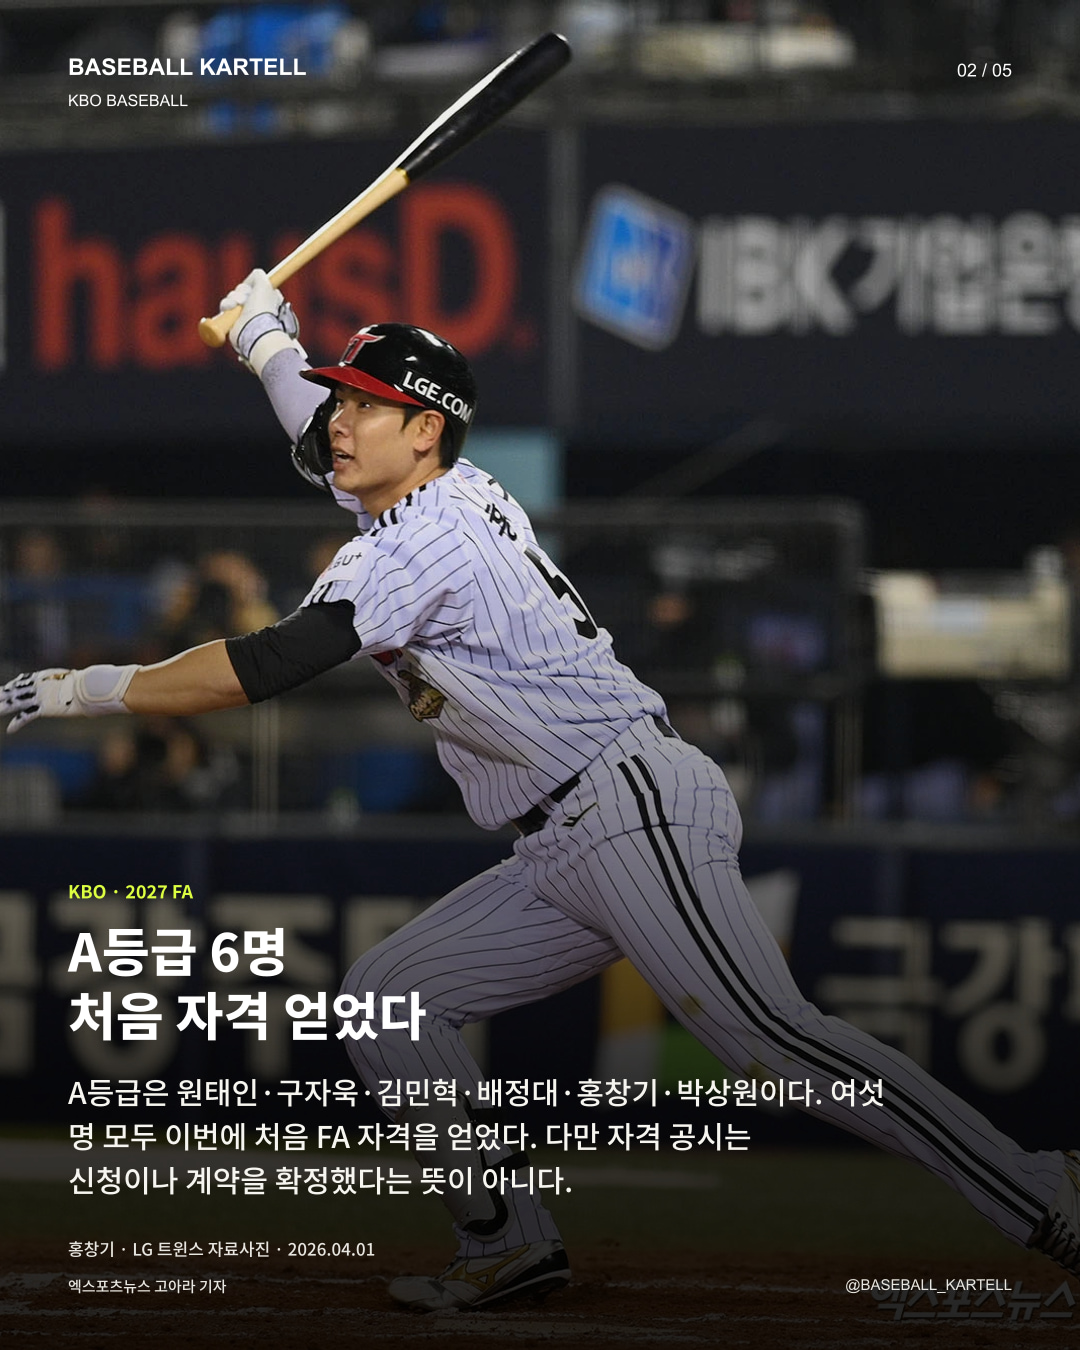 BASEBALL KARTELL
KBO BASEBALL
02 / 05
hausD.
IBK기업은행
LGE.COM
LGU+
5
KBO · 2027 FA
A등급 6명
처음 자격 얻었다
A등급은 원태인·구자욱·김민혁·배정대·홍창기·박상원이다. 여섯
명 모두 이번에 처음 FA 자격을 얻었다. 다만 자격 공시는
신청이나 계약을 확정했다는 뜻이 아니다.
금강
홍창기 · LG 트윈스 자료사진 · 2026.04.01
엑스포츠뉴스 고아라 기자
@BASEBALL_KARTELL
엑스포츠뉴스